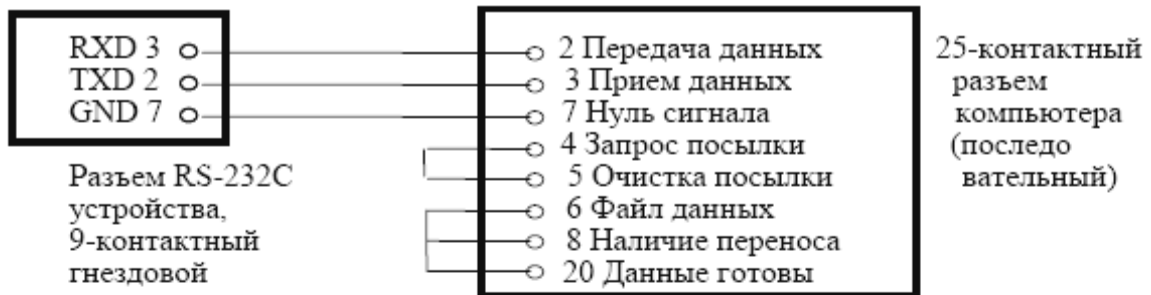 RXD 3
TXD 2
GND 7
Разъем RS-232C
устройства,
9-контактный
гнездовой
2 Передача данных
3 Прием данных
7 Нуль сигнала
4 Запрос посылки
5 Очистка посылки
6 Файл данных
8 Наличие переноса
20 Данные готовы
25-контактный
разъем
компьютера
(последо
вательный)